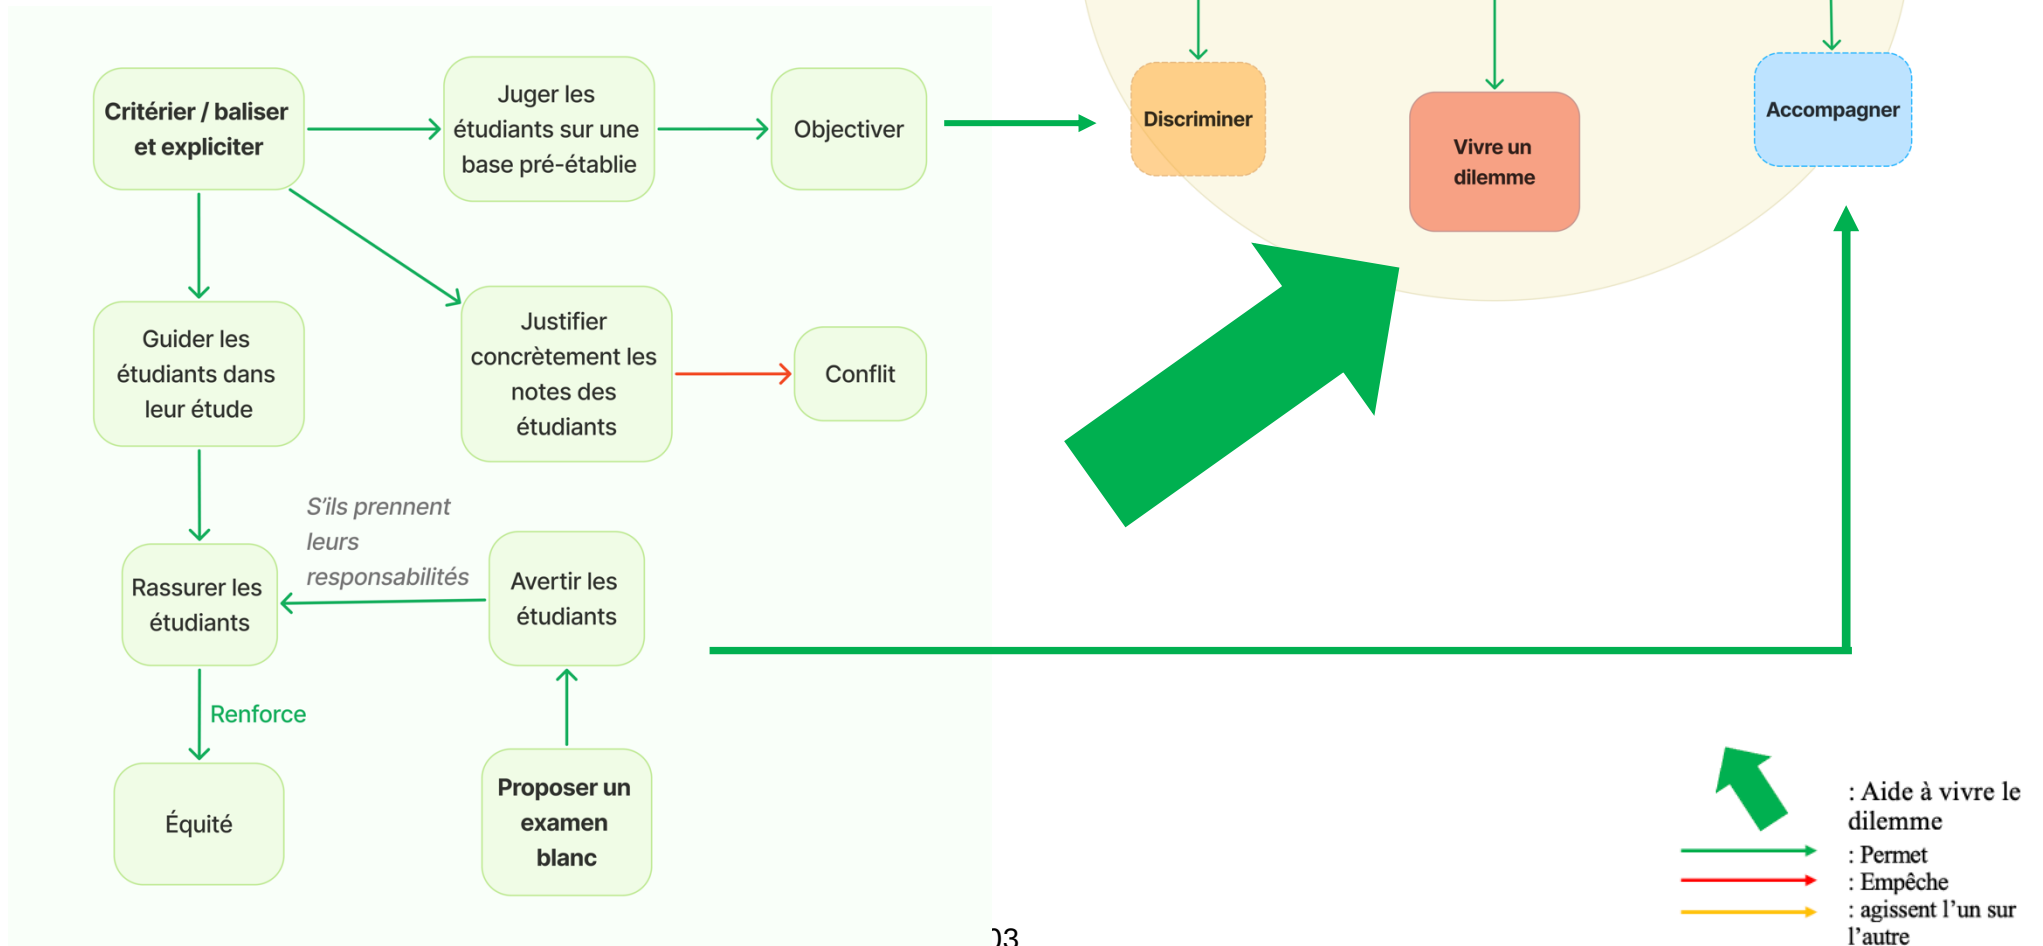 Critérier / baliser
et expliciter
Juger les
étudiants sur une
base pré-établie
Objectiver
Discriminer
Vivre un
dilemme
Accompagner
Guider les
étudiants dans
leur étude
Justifier
concrètement les
notes des
étudiants
Conflit
S'ils prennent
leurs
responsabilités
Rassurer les
étudiants
Avertir les
étudiants
Renforce
Équité
Proposer un
examen
blanc
: Aide à vivre le
dilemme
: Permet
: Empêche
: agissent l’un sur
l’autre
03